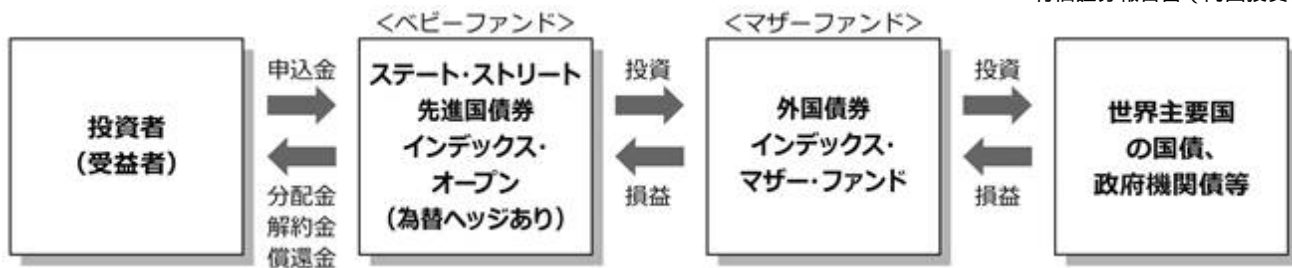 <ベビーファンド>
<マザーファンド>
投資者
（受益者）
申込金
分配金
解約金
償還金
ステート・ストリート
先進国債券
インデックス・
オープン
（為替ヘッジあり）
投資
損益
外国債券
インデックス・
マザー・ファンド
投資
損益
世界主要国
の国債、
政府機関債等